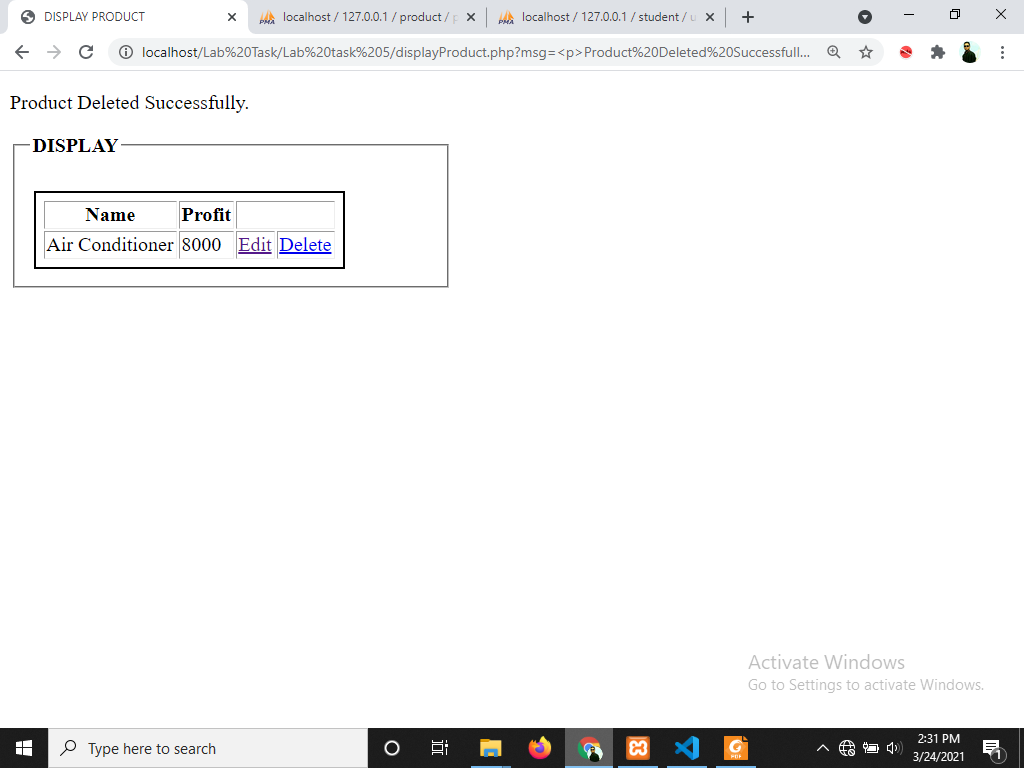 DISPLAY PRODUCT
localhost / 127.0.0.1 / product /
localhost / 127.0.0.1 / student /
localhost/Lab%20Task/Lab%20task%205/displayProduct.php?msg=<p>Product%20Deleted%20Successfull...
Product Deleted Successfully.
DISPLAY
Name Profit
Air Conditioner 8000 Edit Delete
Activate Windows
Go to Settings to activate Windows.
Type here to search
2:31 PM
3/24/2021
1